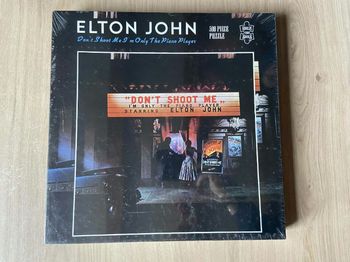 ELTON JOHN
Don't Shoot Me I'm Only The Piano Player
500 PIECE
PUZZLE
"DON'T SHOOT ME..
I'M ONLY THE PIANO PLAYER
STARRING ELTON JOHN